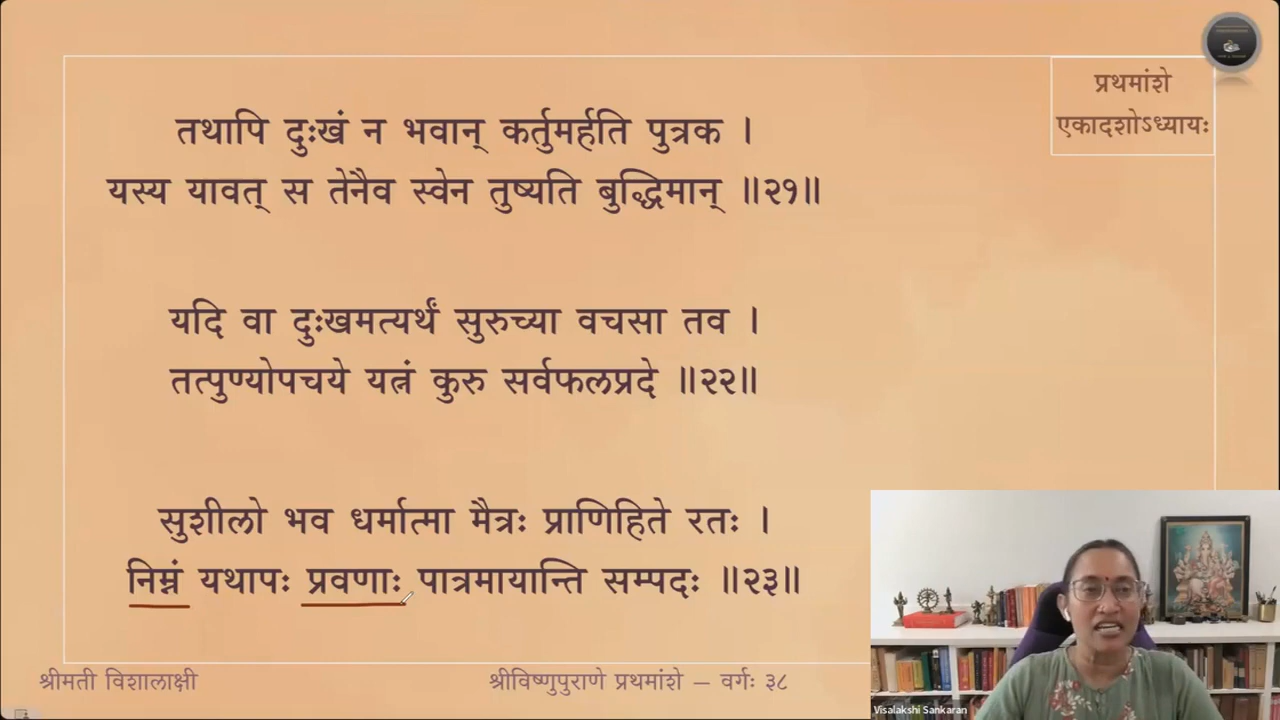 प्रथमांशे
एकादशोऽध्यायः
तथापि दुःखं न भवान् कर्तुमर्हति पुत्रक ।
यस्य यावत् स तेनैव स्वेन तुष्यति बुद्धिमान् ॥२१॥
यदि वा दुःखमत्यर्थं सुरुच्या वचसा तव ।
तत्पुण्योपचये यत्नं कुरु सर्वफलप्रदे ॥२२॥
सुशीलो भव धर्मात्मा मैत्रः प्राणिहिते रतः ।
निम्नं यथापः प्रवणाः पात्रमायान्ति सम्पदः ॥२३॥
श्रीमती विशालाक्षी
श्रीविष्णुपुराणे प्रथमांशे – वर्गः ३८
Visalakshi Sankaran